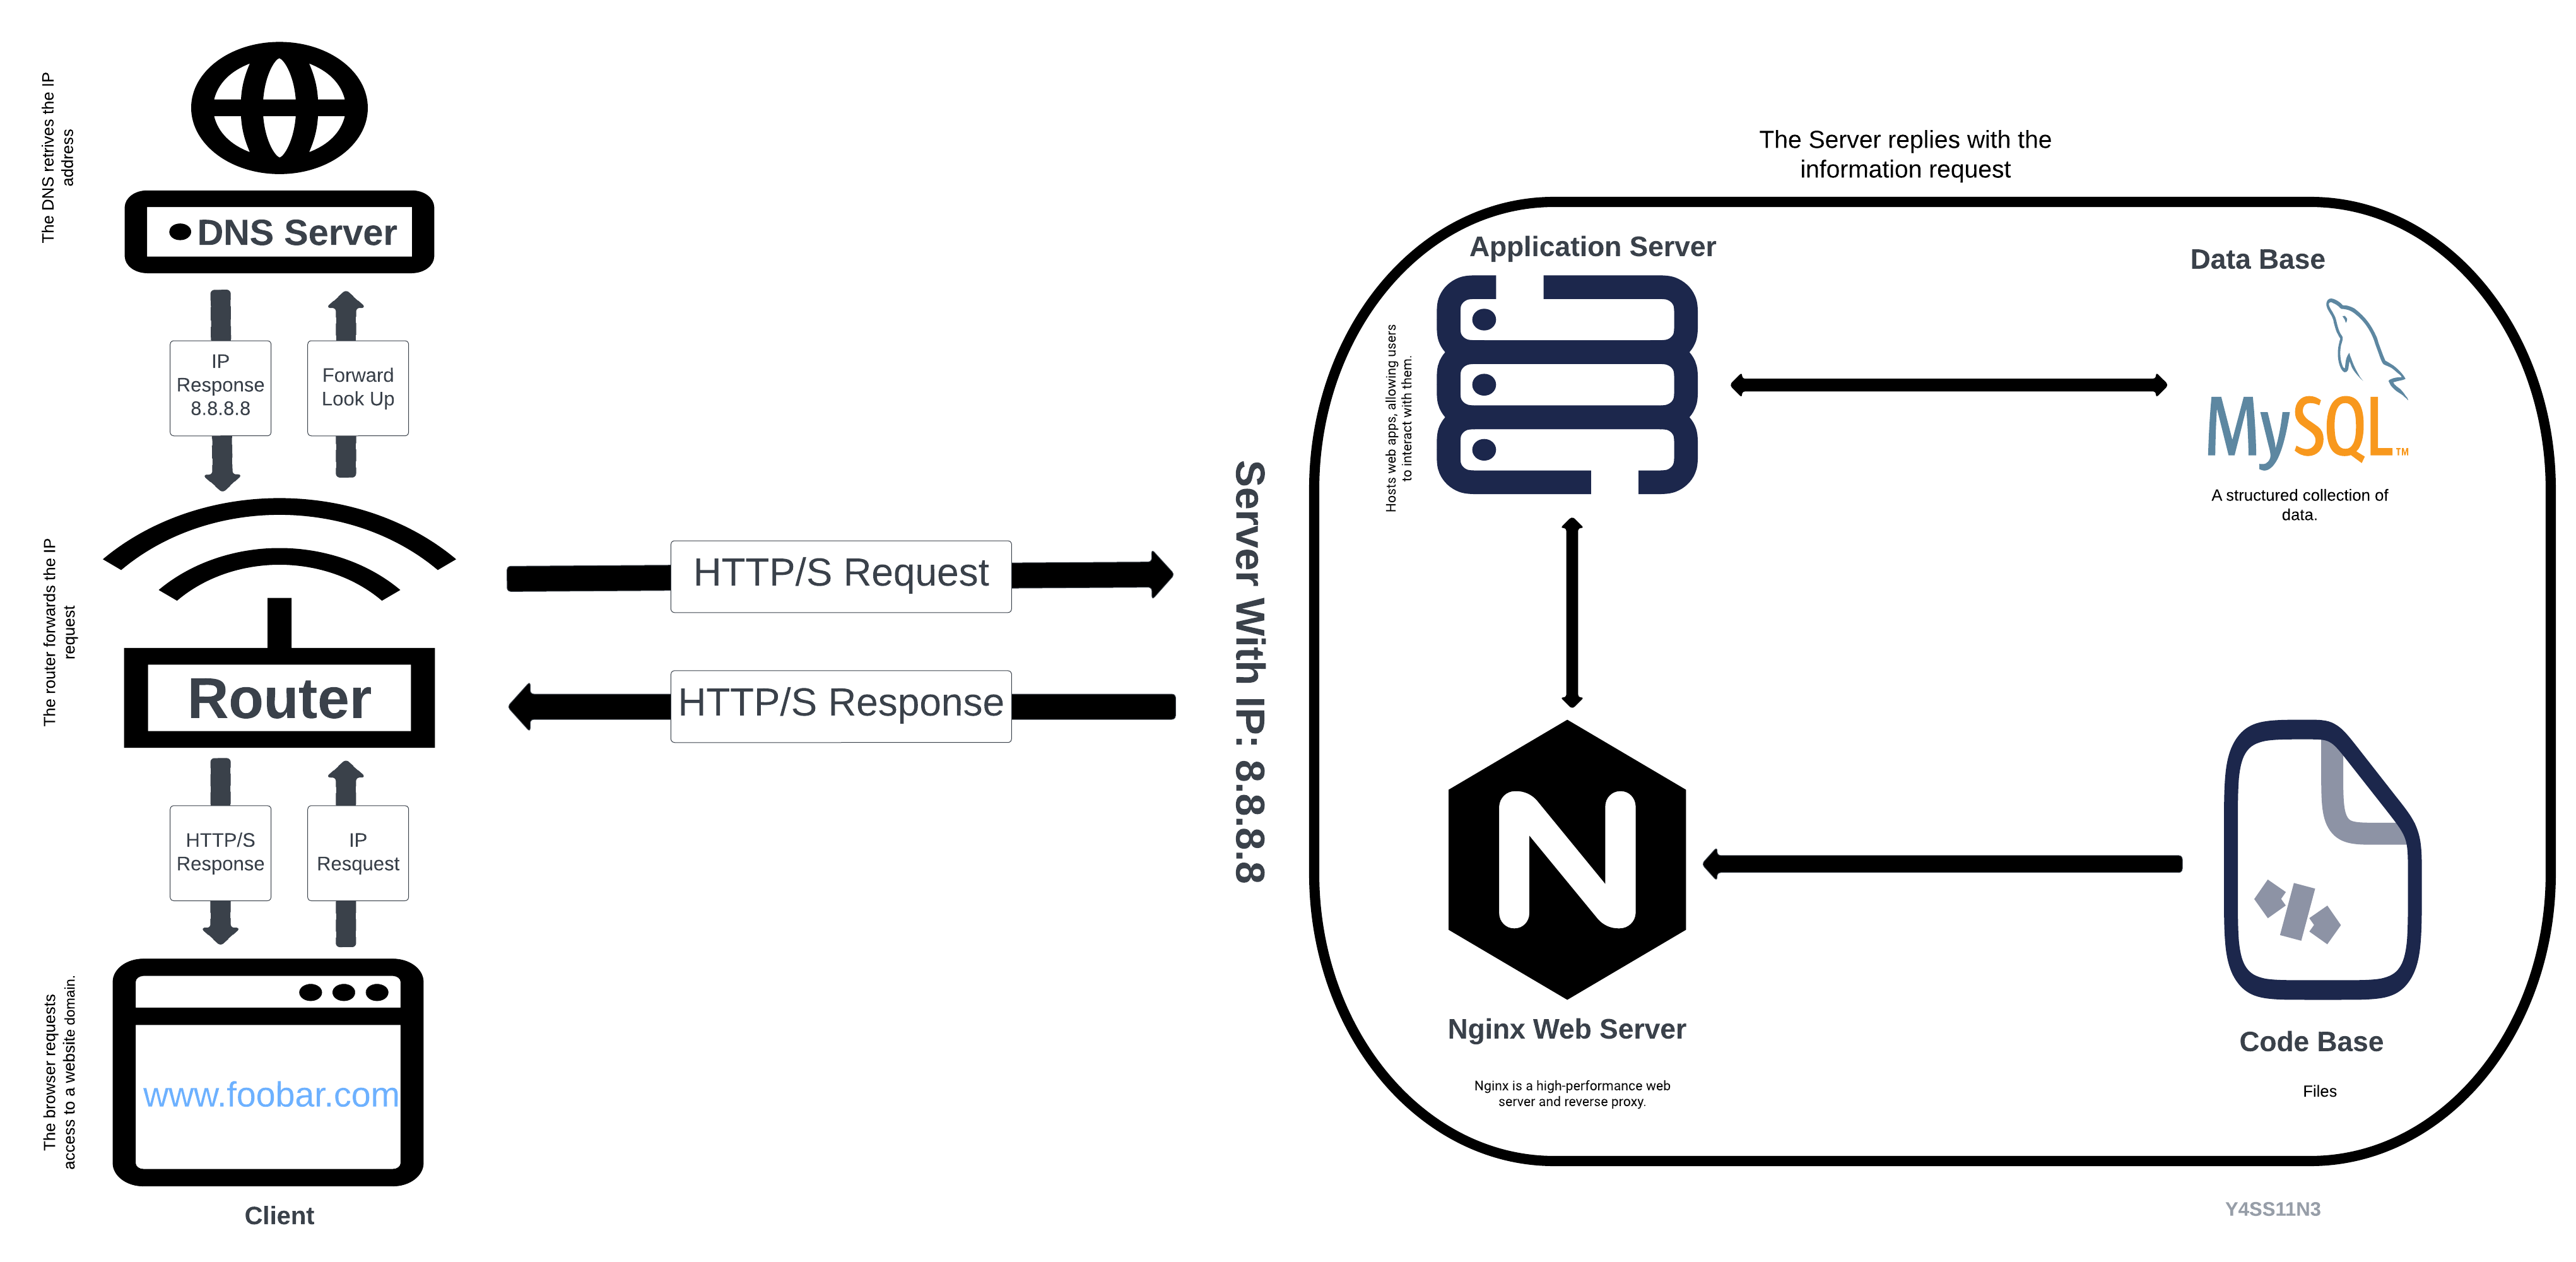 The DNS retrives the IP
address
DNS Server
IP
Response
8.8.8.8
Forward
Look Up
The router forwards the IP
request
Router
HTTP/S
Response
IP
Resquest
The browser requests
access to a website domain.
www.foobar.com
Client
HTTP/S Request
HTTP/S Response
Server With IP: 8.8.8.8
The Server replies with the
information request
Application Server
Hosts web apps, allowing users
to interact with them.
Data Base
MySQL™
A structured collection of
data.
N
Nginx Web Server
Nginx is a high-performance web
server and reverse proxy.
Code Base
Files
Y4SS11N3